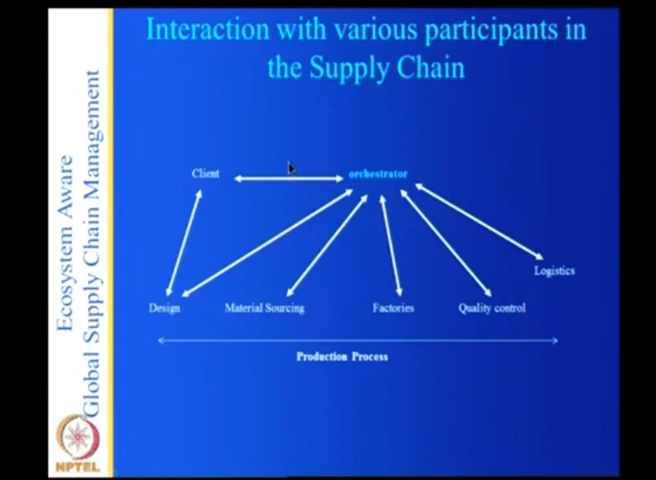 Interaction with various participants in
the Supply Chain
Ecosystem Aware
Global Supply Chain Management
Client
orchestrator
Logistics
Design
Material Sourcing
Factories
Quality control
Production Process
NPTEL